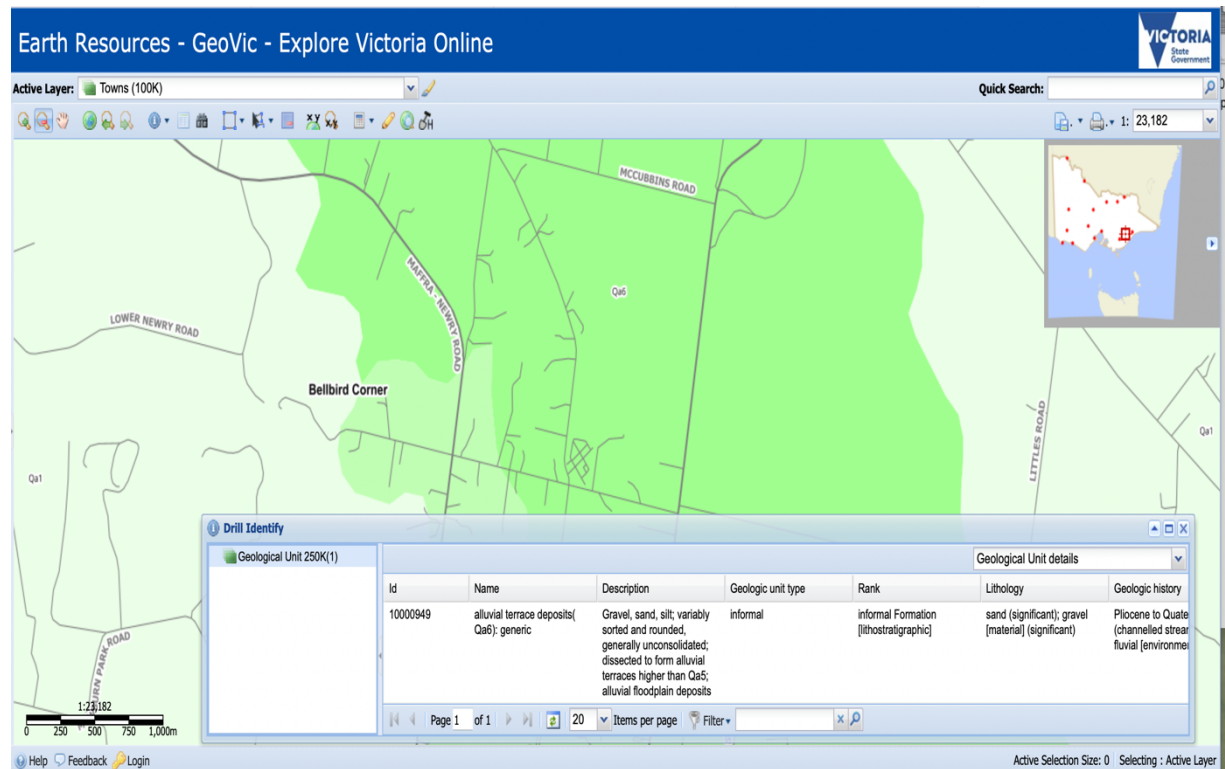 Earth Resources - GeoVic - Explore Victoria Online
VICTORIA
State
Government
Active Layer: Towns (100K)
Quick Search:
1: 23,182
MCCUBBINS ROAD
MAFFRA - NEWRY ROAD
Qa6
LOWER NEWRY ROAD
Bellbird Corner
LITTLES ROAD
Qa1
Qa1
Drill Identify
Geological Unit 250K(1)
Geological Unit details
Id Name Description Geologic unit type Rank Lithology Geologic history
10000949 alluvial terrace deposits( Gravel, sand, silt; variably informal informal Formation sand (significant); gravel Pliocene to Quate
Qa6): generic sorted and rounded, [lithostratigraphic] [material] (significant) (channelled strear
generally unconsolidated; fluvial [environme
dissected to form alluvial
terraces higher than Qa5;
alluvial floodplain deposits
Page 1 of 1 20 Items per page Filter
URN PARK ROAD
1:23,182
0 250 500 750 1,000m
Help Feedback Login
Active Selection Size: 0 Selecting : Active Layer